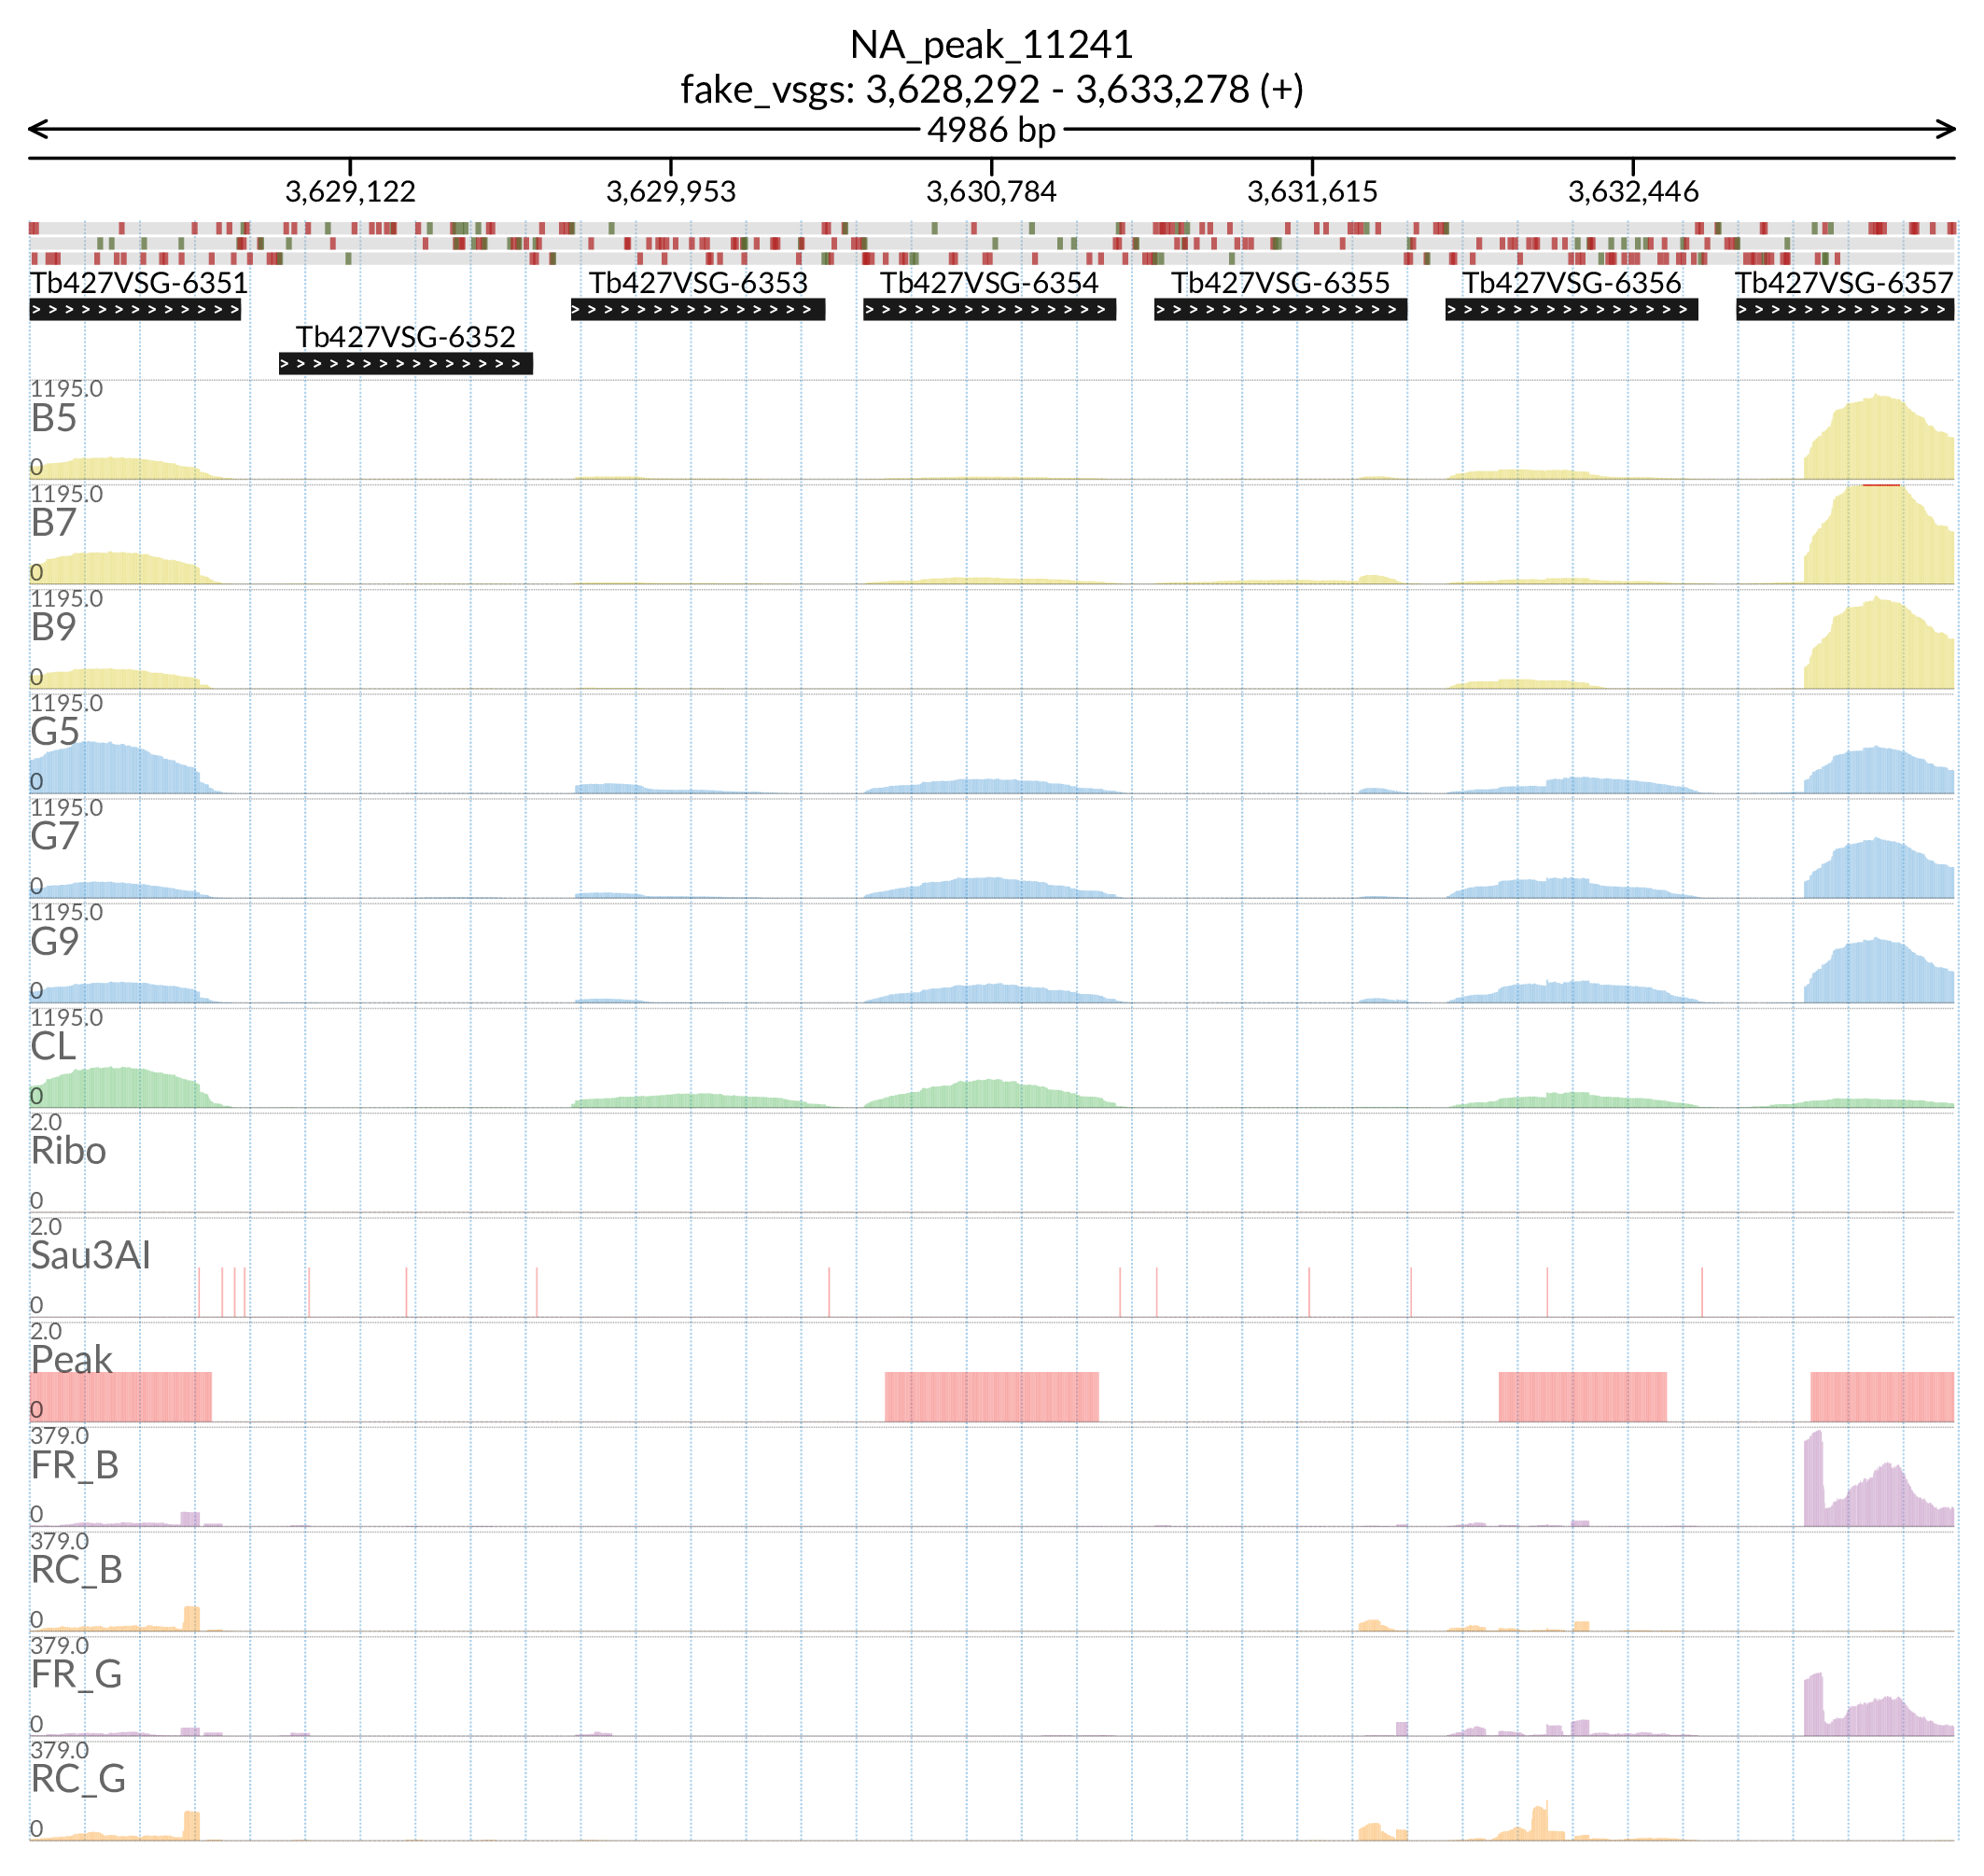 NA_peak_11241
fake_vsgs: 3,628,292 - 3,633,278 (+)
4986 bp
3,629,122 3,629,953 3,630,784 3,631,615 3,632,446
Tb427VSG-6351 Tb427VSG-6353 Tb427VSG-6354 Tb427VSG-6355 Tb427VSG-6356 Tb427VSG-6357
Tb427VSG-6352
1195.0
B5
0
1195.0
B7
0
1195.0
B9
0
1195.0
G5
0
1195.0
G7
0
1195.0
G9
0
1195.0
CL
0
2.0
Ribo
0
2.0
Sau3AI
0
2.0
Peak
0
379.0
FR_B
0
379.0
RC_B
0
379.0
FR_G
0
379.0
RC_G
0